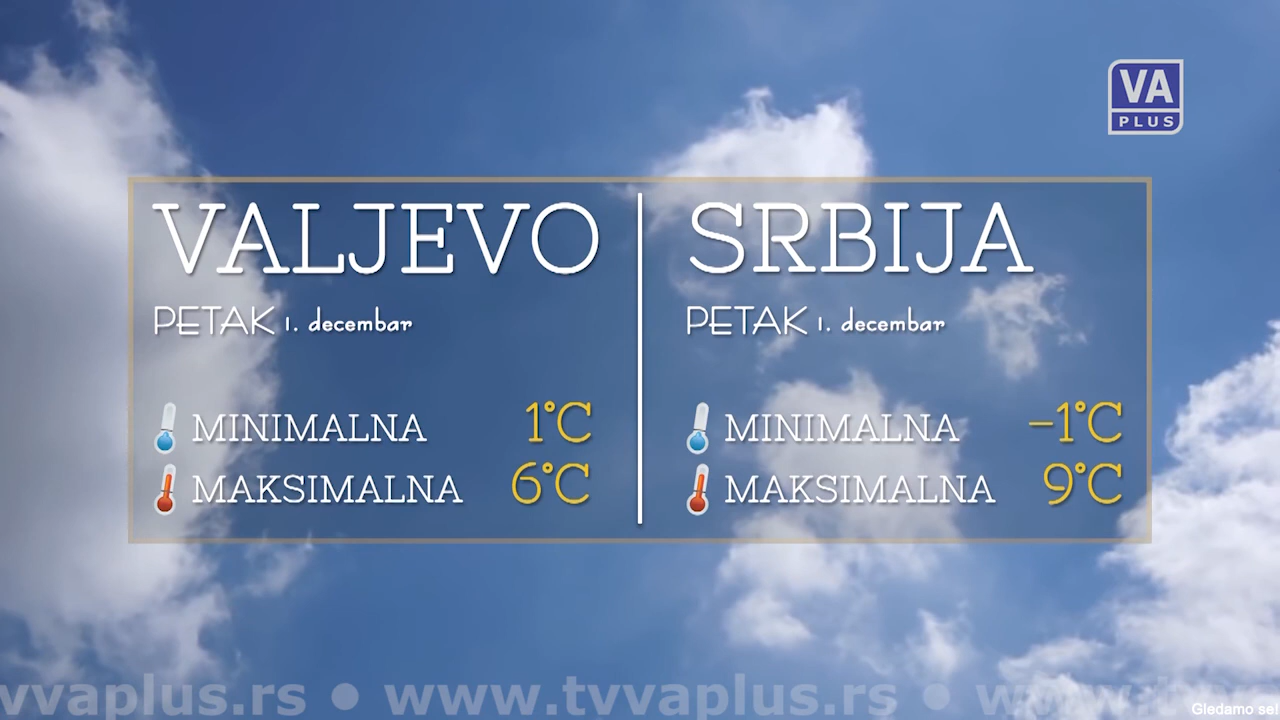 VA
PLUS
VALJEVO
PETAK 1. decembar
MINIMALNA 1°C
MAKSIMALNA 6°C
SRBIJA
PETAK 1. decembar
MINIMALNA -1°C
MAKSIMALNA 9°C
vvaplus.rs • www.tvvaplus.rs •
Gledamo se!